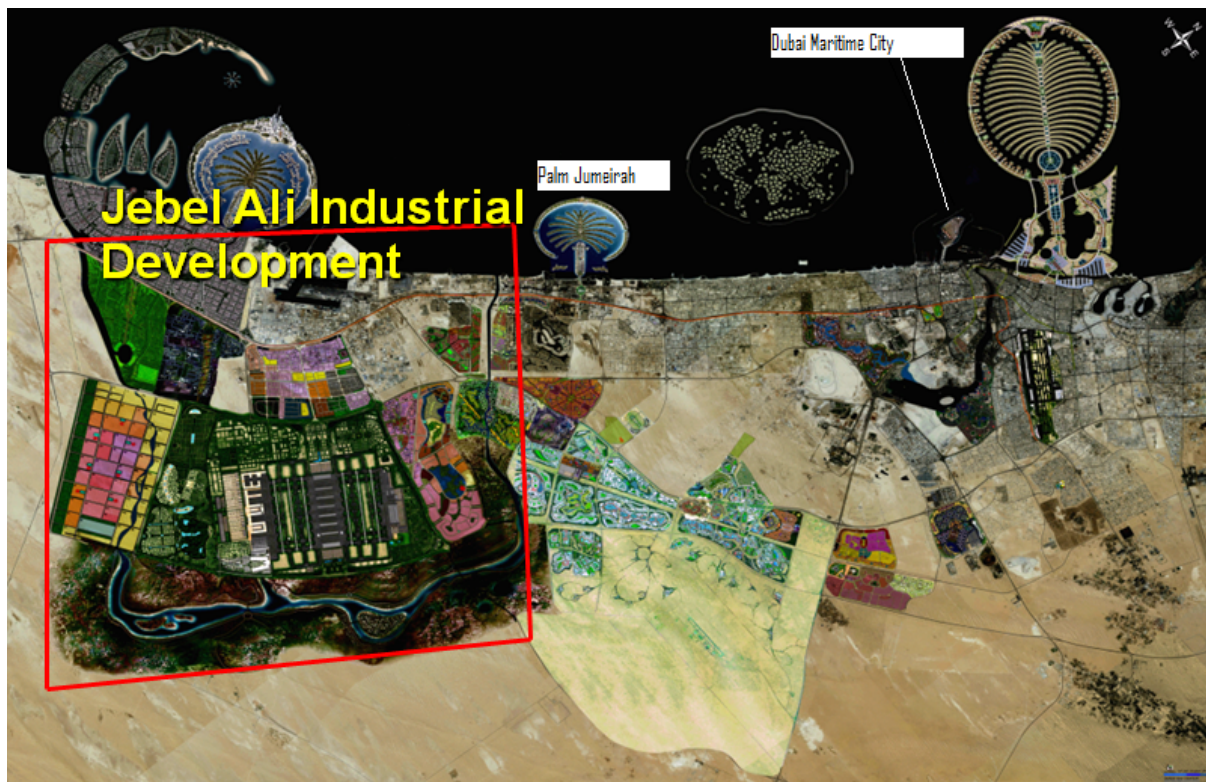 Dubai Maritime City
N
W
E
S
Palm Jumeirah
Jebel Ali Industrial
Development